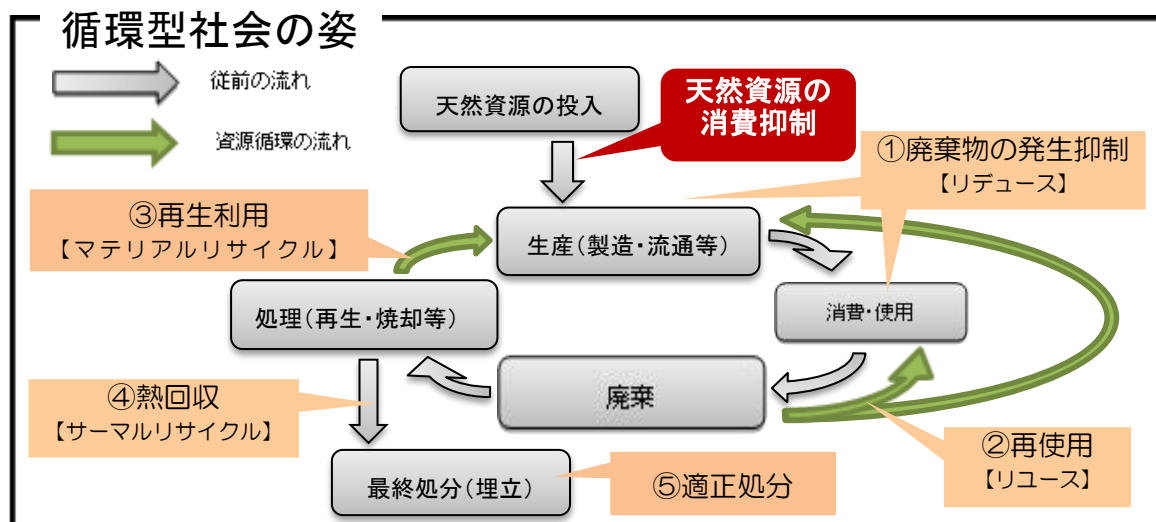 循環型社会の姿
従前の流れ
資源循環の流れ
天然資源の投入
天然資源の
消費抑制
①廃棄物の発生抑制
【リデュース】
③再生利用
【マテリアルリサイクル】
生産(製造・流通等)
処理(再生・焼却等)
消費・使用
④熱回収
【サーマルリサイクル】
廃棄
②再使用
【リユース】
最終処分(埋立)
⑤適正処分